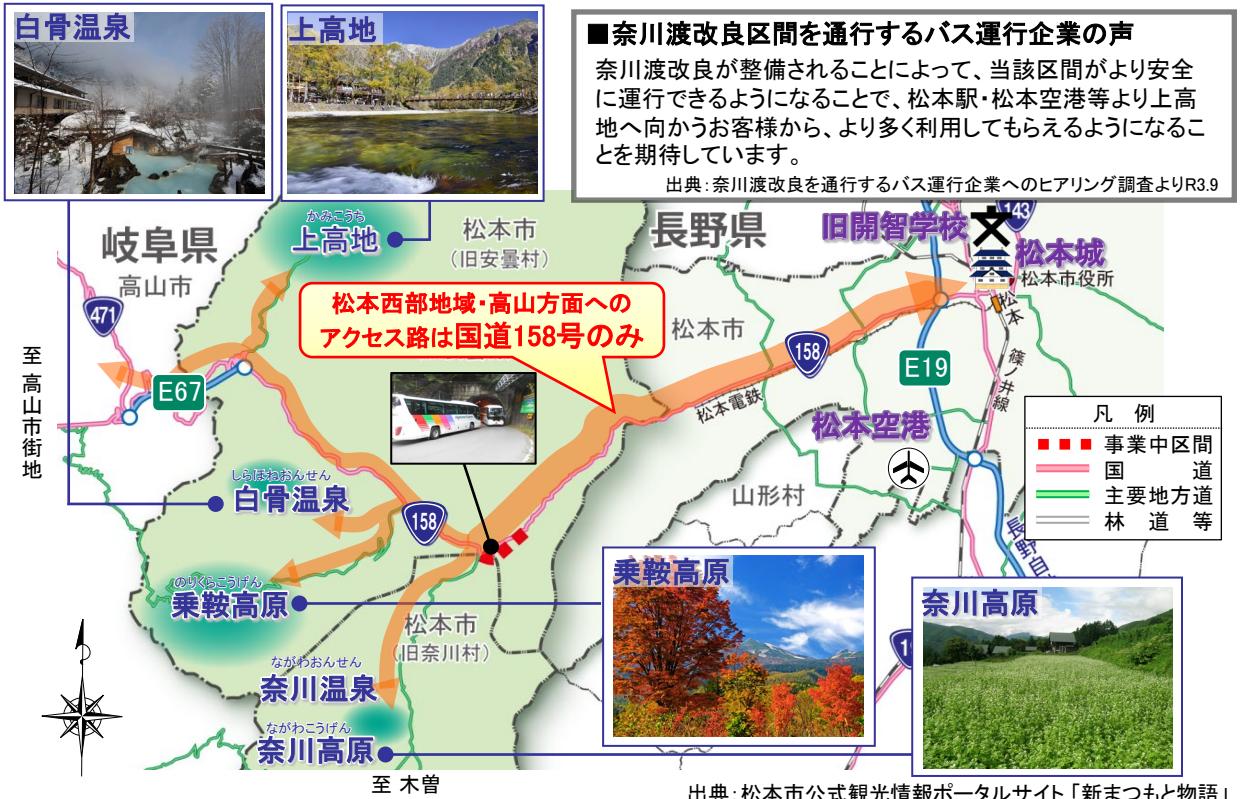 白骨温泉
上高地
■奈川渡改良区間を通行するバス運行企業の声
奈川渡改良が整備されることによって、当該区間がより安全
に運行できるようになることで、松本駅・松本空港等より上高
地へ向かうお客様から、より多く利用してもらえるようになるこ
とを期待しています。
出典：奈川渡改良を通行するバス運行企業へのヒアリング調査よりR3.9
岐阜県
高山市
かみこうち
上高地
松本市
（旧安曇村）
長野県
旧開智学校
143
松本城
松本市役所
松本
471
松本西部地域・高山方面への
アクセス路は国道158号のみ
松本市
158
E19
篠ノ井線
至 高山市街地
E67
松本電鉄
松本空港
凡 例
事業中区間
国 道
主要地方道
林 道 等
しらほねおんせん
白骨温泉
158
山形村
のりくらこうげん
乗鞍高原
松本市
（旧奈川村）
乗鞍高原
奈川高原
ながわおんせん
奈川温泉
ながわこうげん
奈川高原
至 木曽
出典：松本市公式観光情報ポータルサイト「新まつもと物語」